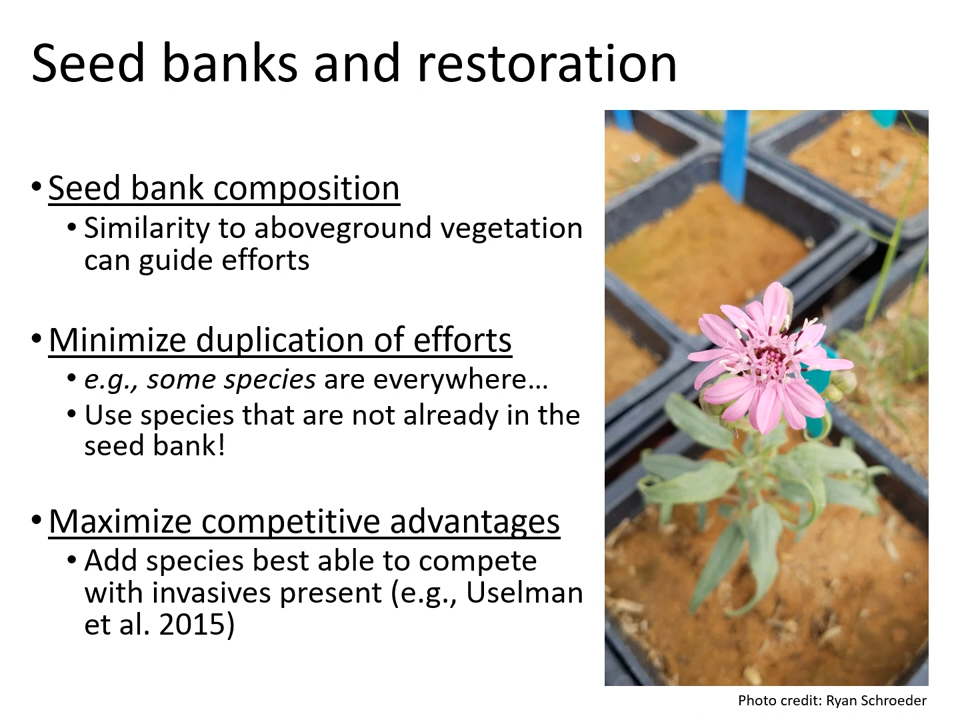 Seed banks and restoration
• Seed bank composition
• Similarity to aboveground vegetation
can guide efforts
• Minimize duplication of efforts
• e.g., some species are everywhere…
• Use species that are not already in the
seed bank!
• Maximize competitive advantages
• Add species best able to compete
with invasives present (e.g., Uselman
et al. 2015)
Photo credit: Ryan Schroeder